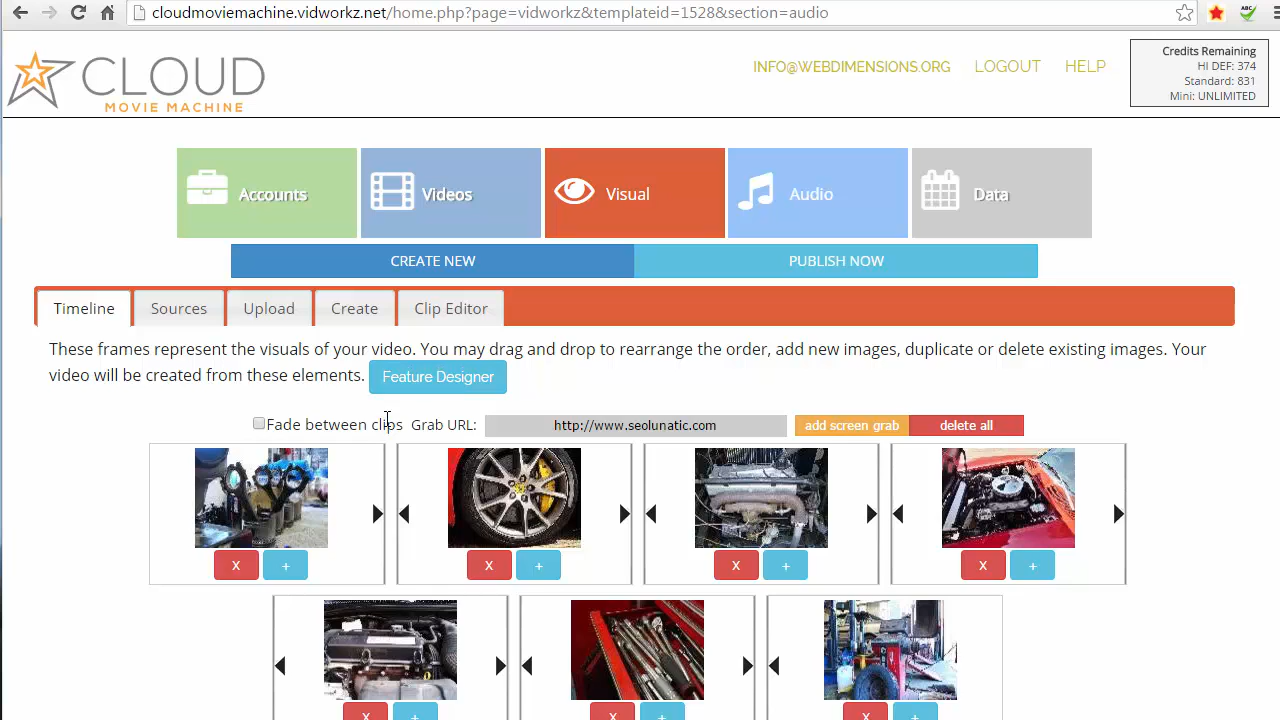 cloudmoviemachine.vidworkz.net/home.php?page=vidworkz&templateid=1528&section=audio
ABC
CLOUD
MOVIE MACHINE
INFO@WEBDIMENSIONS.ORG LOGOUT HELP
Credits Remaining
HI DEF: 374
Standard: 831
Mini: UNLIMITED
Accounts Videos Visual Audio Data
CREATE NEW PUBLISH NOW
Timeline Sources Upload Create Clip Editor
These frames represent the visuals of your video. You may drag and drop to rearrange the order, add new images, duplicate or delete existing images. Your
video will be created from these elements. Feature Designer
Fade between clips Grab URL: http://www.seolunatic.com add screen grab delete all
X + X + X + X +
X + X + X +